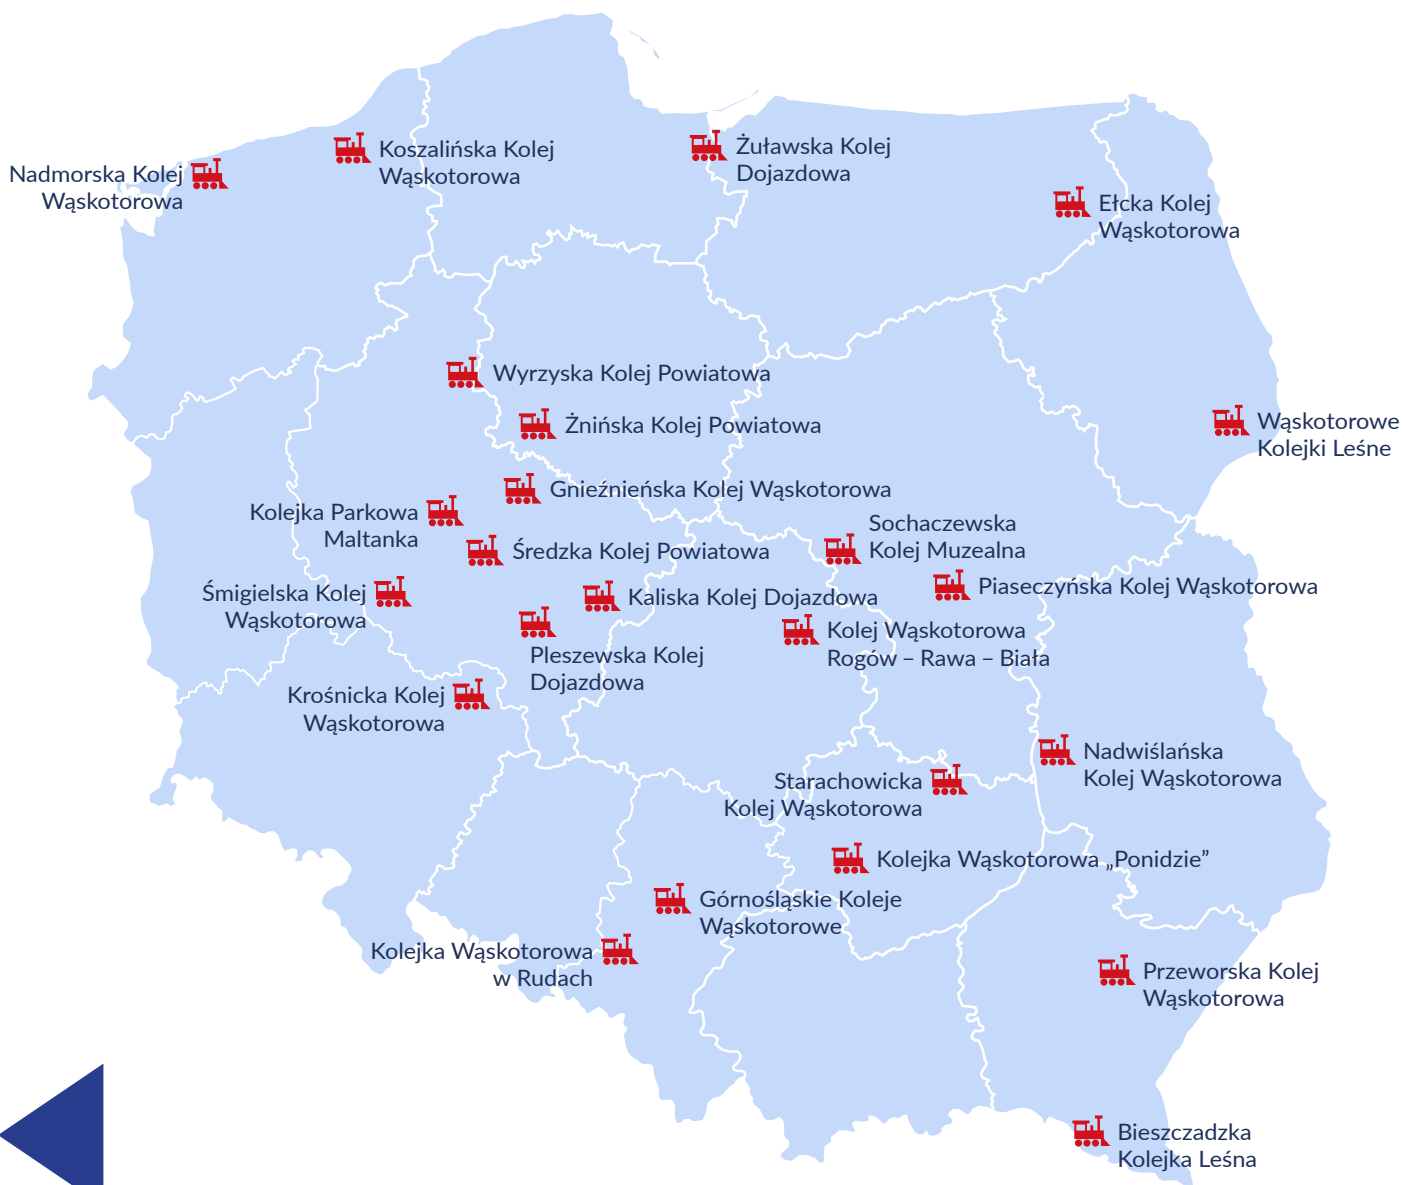 Żuławska Kolej
Dojazdowa
Koszalińska Kolej
Wąskotorowa
Nadmorska Kolej
Wąskotorowa
Ełcka Kolej
Wąskotorowa
Wyrzyska Kolej Powiatowa
Żnińska Kolej Powiatowa
Wąskotorowe
Kolejki Leśne
Gnieźnieńska Kolej Wąskotorowa
Kolejka Parkowa
Maltanka
Sochaczewska
Kolej Muzealna
Średzka Kolej Powiatowa
Piaseczyńska Kolej Wąskotorowa
Śmigielska Kolej
Wąskotorowa
Kaliska Kolej Dojazdowa
Kolej Wąskotorowa
Rogów – Rawa – Biała
Pleszewska Kolej
Dojazdowa
Krośnicka Kolej
Wąskotorowa
Nadwiślańska
Kolej Wąskotorowa
Starachowicka
Kolej Wąskotorowa
Kolejka Wąskotorowa „Ponidzie”
Górnośląskie Koleje
Wąskotorowe
Kolejka Wąskotorowa
w Rudach
Przeworska Kolej
Wąskotorowa
Bieszczadzka
Kolejka Leśna